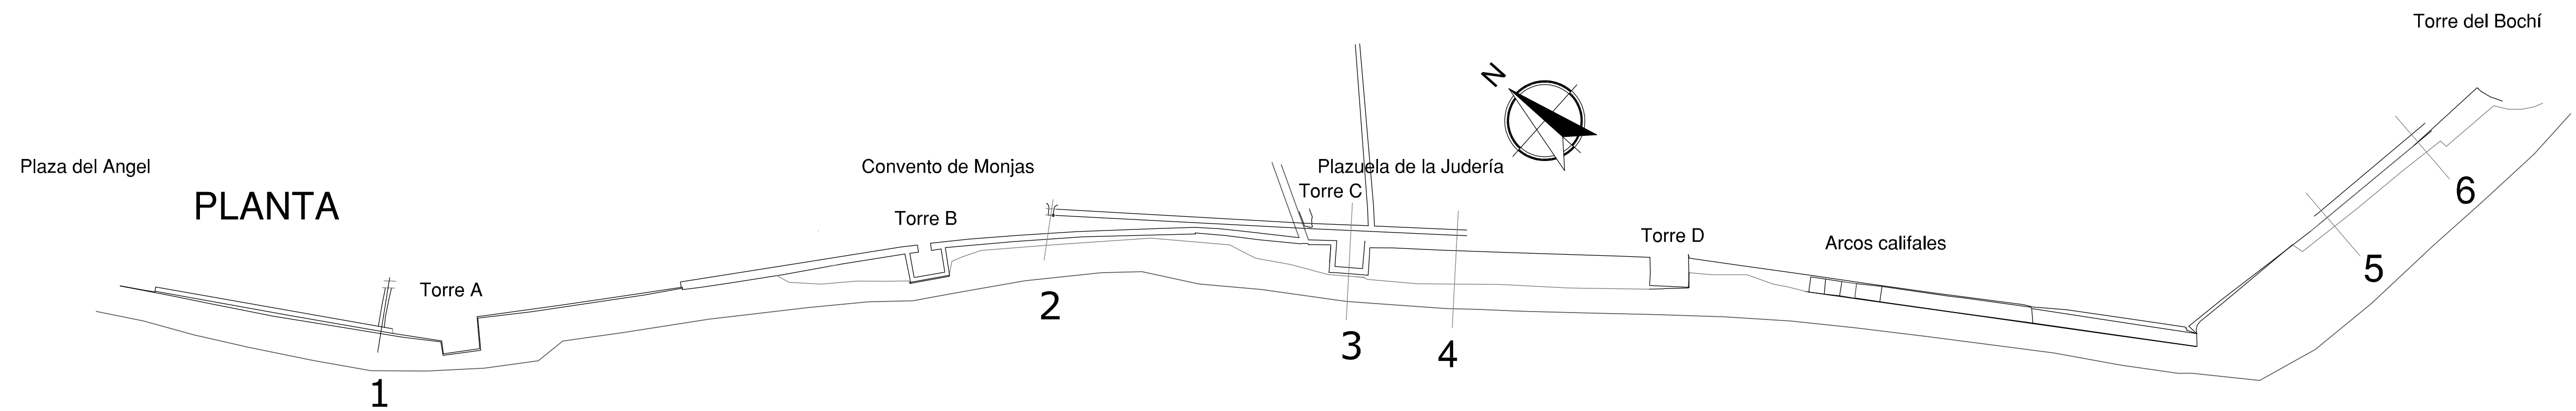 Torre del Bochí
N
Plaza del Angel
Convento de Monjas
Plazuela de la Judería
PLANTA
Torre C
6
Torre B
Torre D
Arcos califales
5
Torre A
2
3
4
1